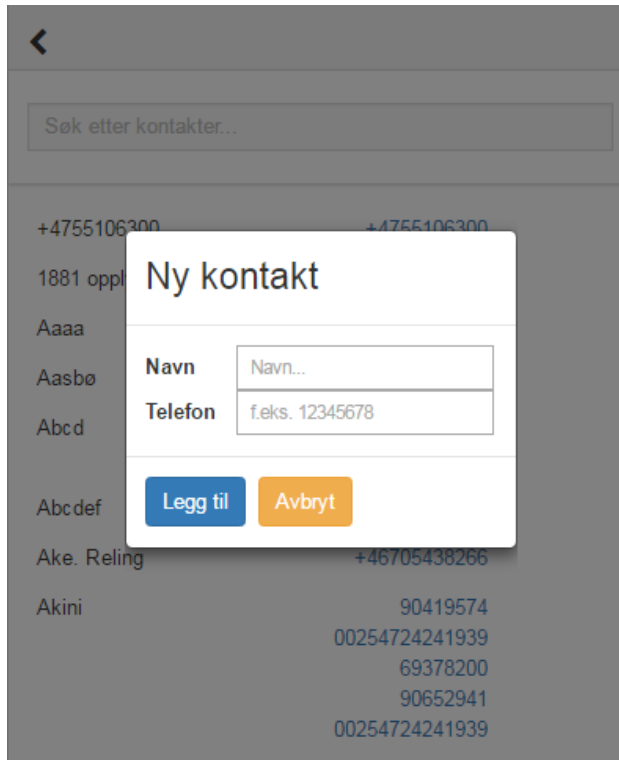 Søk etter kontakter...
+4755106300 +4755106300
1881 oppl
Ny kontakt
Aaaa
Aasbø
Navn Navn...
Telefon f.eks. 12345678
Abcd
Legg til Avbryt
Abcdef
Ake. Reling +46705438266
Akini 90419574
00254724241939
69378200
90652941
00254724241939